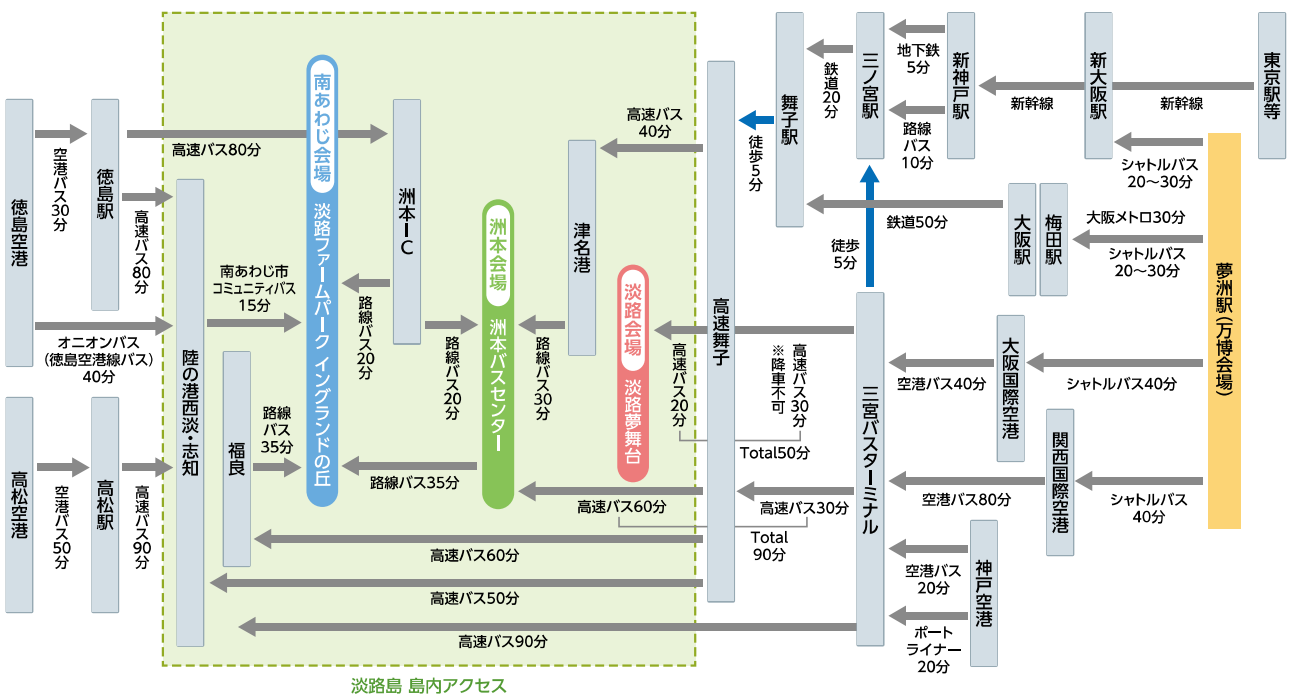 徳島空港
空港バス30分
徳島駅
高速バス80分
高速バス80分
オニオンバス
(徳島空港線バス)
40分
高松空港
空港バス50分
高松駅
高速バス90分
陸の港西淡・志知
南あわじ市
コミュニティバス
15分
福良
路線
バス
35分
南あわじ会場
淡路ファームパーク イングランドの丘
洲本IC
路線バス20分
路線バス20分
路線バス35分
洲本会場
洲本バスセンター
津名港
路線バス30分
高速バス
40分
淡路会場
淡路夢舞台
高速バス20分
高速バス30分
※降車不可
Total50分
高速バス60分
高速バス30分
Total
90分
高速バス60分
高速バス50分
高速バス90分
高速舞子
徒歩5分
舞子駅
鉄道20分
三ノ宮駅
地下鉄
5分
路線
バス
10分
新神戸駅
新幹線
新大阪駅
新幹線
東京駅等
シャトルバス
20～30分
鉄道50分
大阪駅
梅田駅
大阪メトロ30分
シャトルバス
20～30分
徒歩
5分
三宮バスターミナル
空港バス40分
大阪国際空港
シャトルバス40分
空港バス80分
関西国際空港
シャトルバス
40分
夢洲駅(万博会場)
空港バス
20分
ポート
ライナー
20分
神戸空港
淡路島 島内アクセス